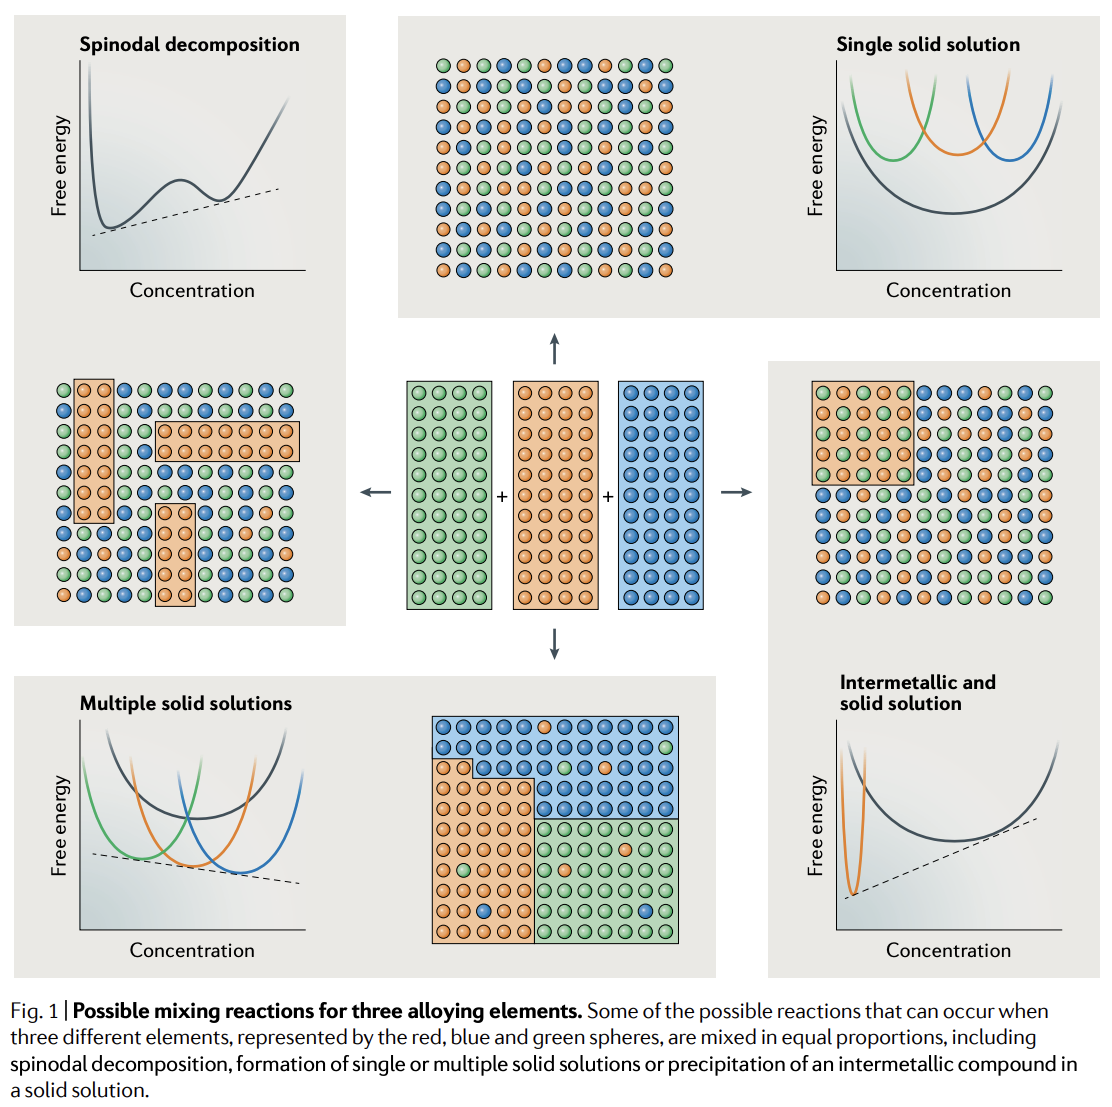 Spinodal decomposition
Free energy
Concentration
Single solid solution
Free energy
Concentration
+
+
Multiple solid solutions
Free energy
Concentration
Intermetallic and
solid solution
Free energy
Concentration
Fig. 1 | Possible mixing reactions for three alloying elements. Some of the possible reactions that can occur when
three different elements, represented by the red, blue and green spheres, are mixed in equal proportions, including
spinodal decomposition, formation of single or multiple solid solutions or precipitation of an intermetallic compound in
a solid solution.